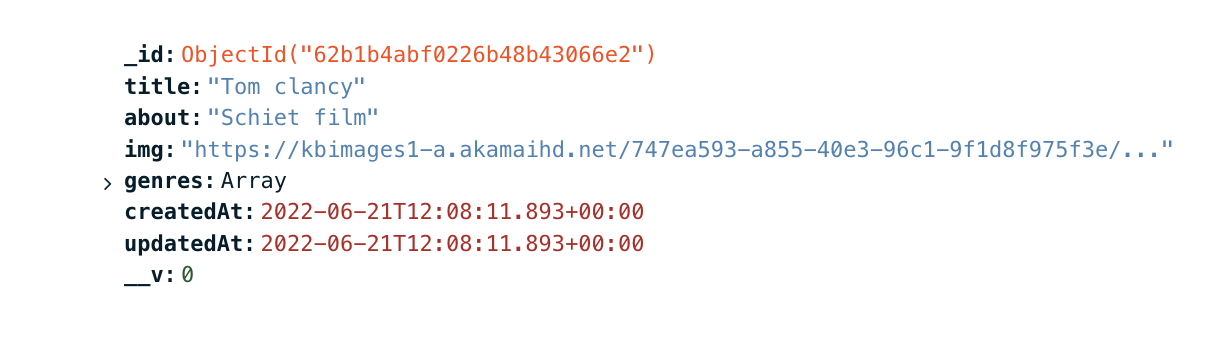 _id: ObjectId("62b1b4abf0226b48b43066e2")
title: "Tom clancy"
about: "Schiet film"
img: "https://kbimages1-a.akamaihd.net/747ea593-a855-40e3-96c1-9f1d8f975f3e/..."
genres: Array
createdAt: 2022-06-21T12:08:11.893+00:00
updatedAt: 2022-06-21T12:08:11.893+00:00
__v: 0